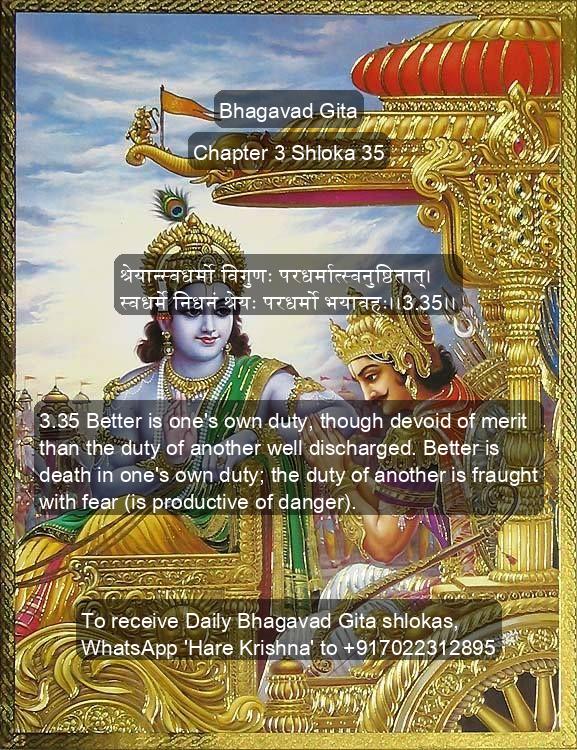 Bhagavad Gita
Chapter 3 Shloka 35
श्रेयान्स्वधर्मो विगुणः परधर्मात्स्वनुष्ठितात्।
स्वधर्मे निधनं श्रेयः परधर्मो भयावहः।।3.35।।
3.35 Better is one's own duty, though devoid of merit
than the duty of another well discharged. Better is
death in one's own duty; the duty of another is fraught
with fear (is productive of danger).
To receive Daily Bhagavad Gita shlokas,
WhatsApp 'Hare Krishna' to +917022312895